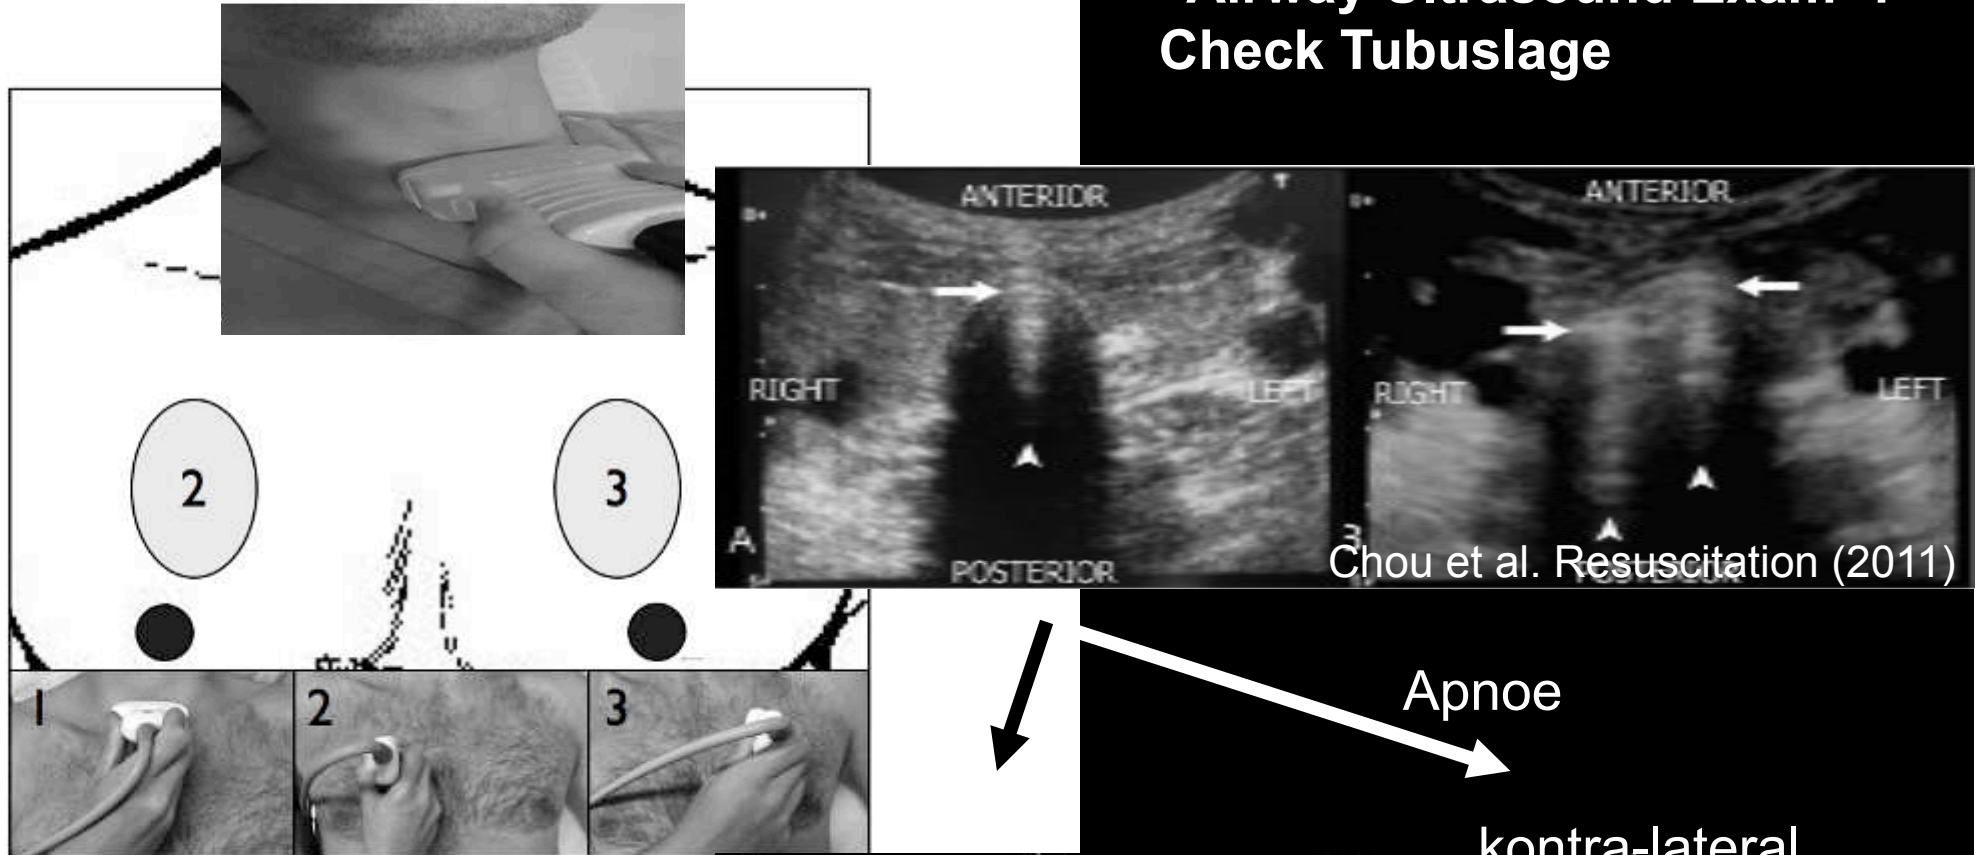 Check Tubuslage
ANTERIOR
RIGHT
LEFT
A
POSTERIOR
ANTERIOR
RIGHT
LEFT
Chou et al. Resuscitation (2011)
2
3
1
2
3
Apnoe
kontra-lateral